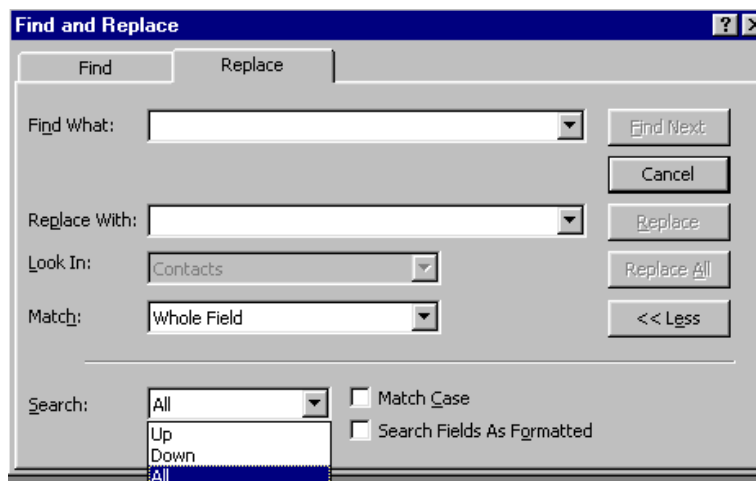 Find and Replace
Find Replace
Find What: Find Next
Cancel
Replace With: Replace
Look In: Contacts Replace All
Match: Whole Field << Less
Search: All Match Case
Up Search Fields As Formatted
Down
All